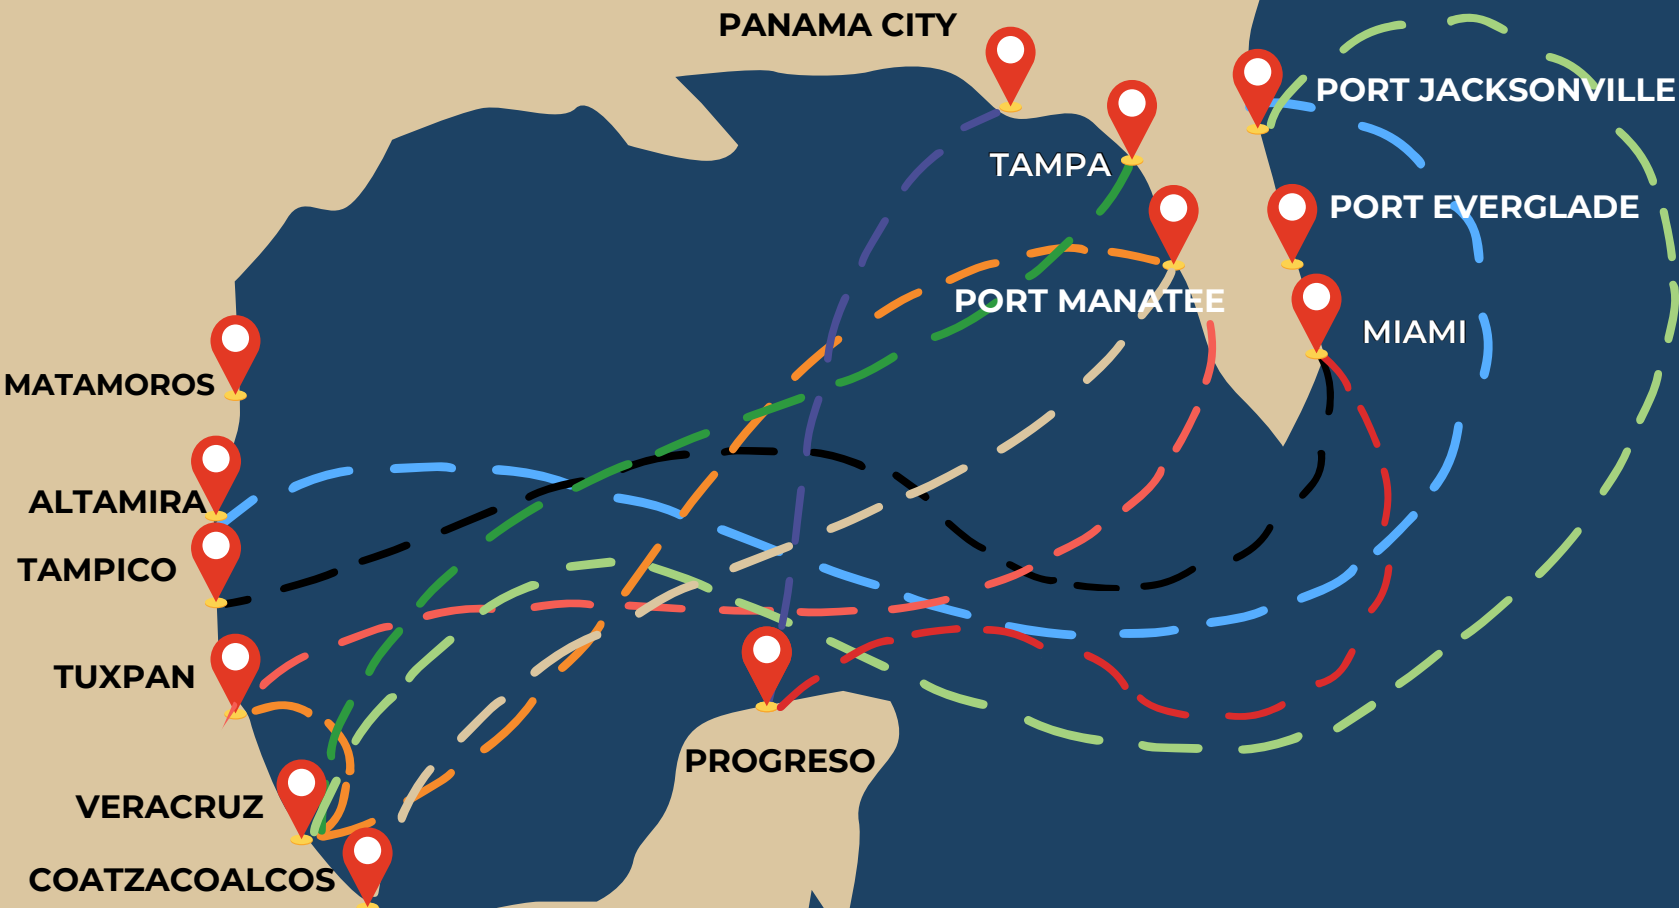 PANAMA CITY
PORT JACKSONVILLE
TAMPA
PORT EVERGLADE
PORT MANATEE
MIAMI
MATAMOROS
ALTAMIRA
TAMPICO
TUXPAN
PROGRESO
VERACRUZ
COATZACOALCOS